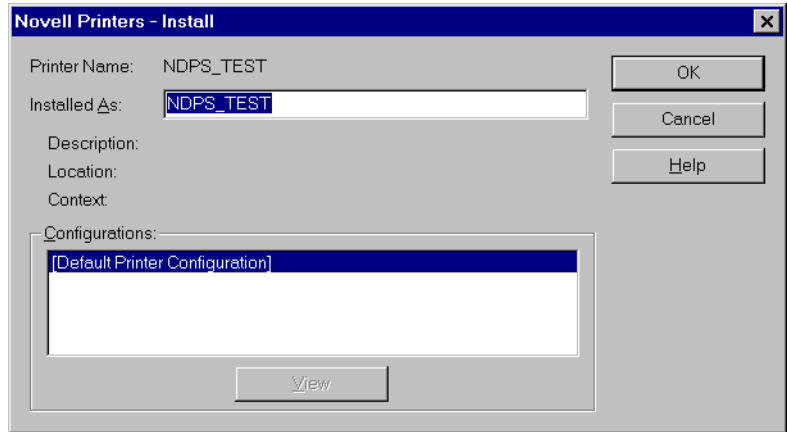 Novell Printers - Install
Printer Name: NDPS_TEST
OK
Installed As: NDPS_TEST
Cancel
Description:
Location:
Help
Context:
Configurations:
[Default Printer Configuration]
View